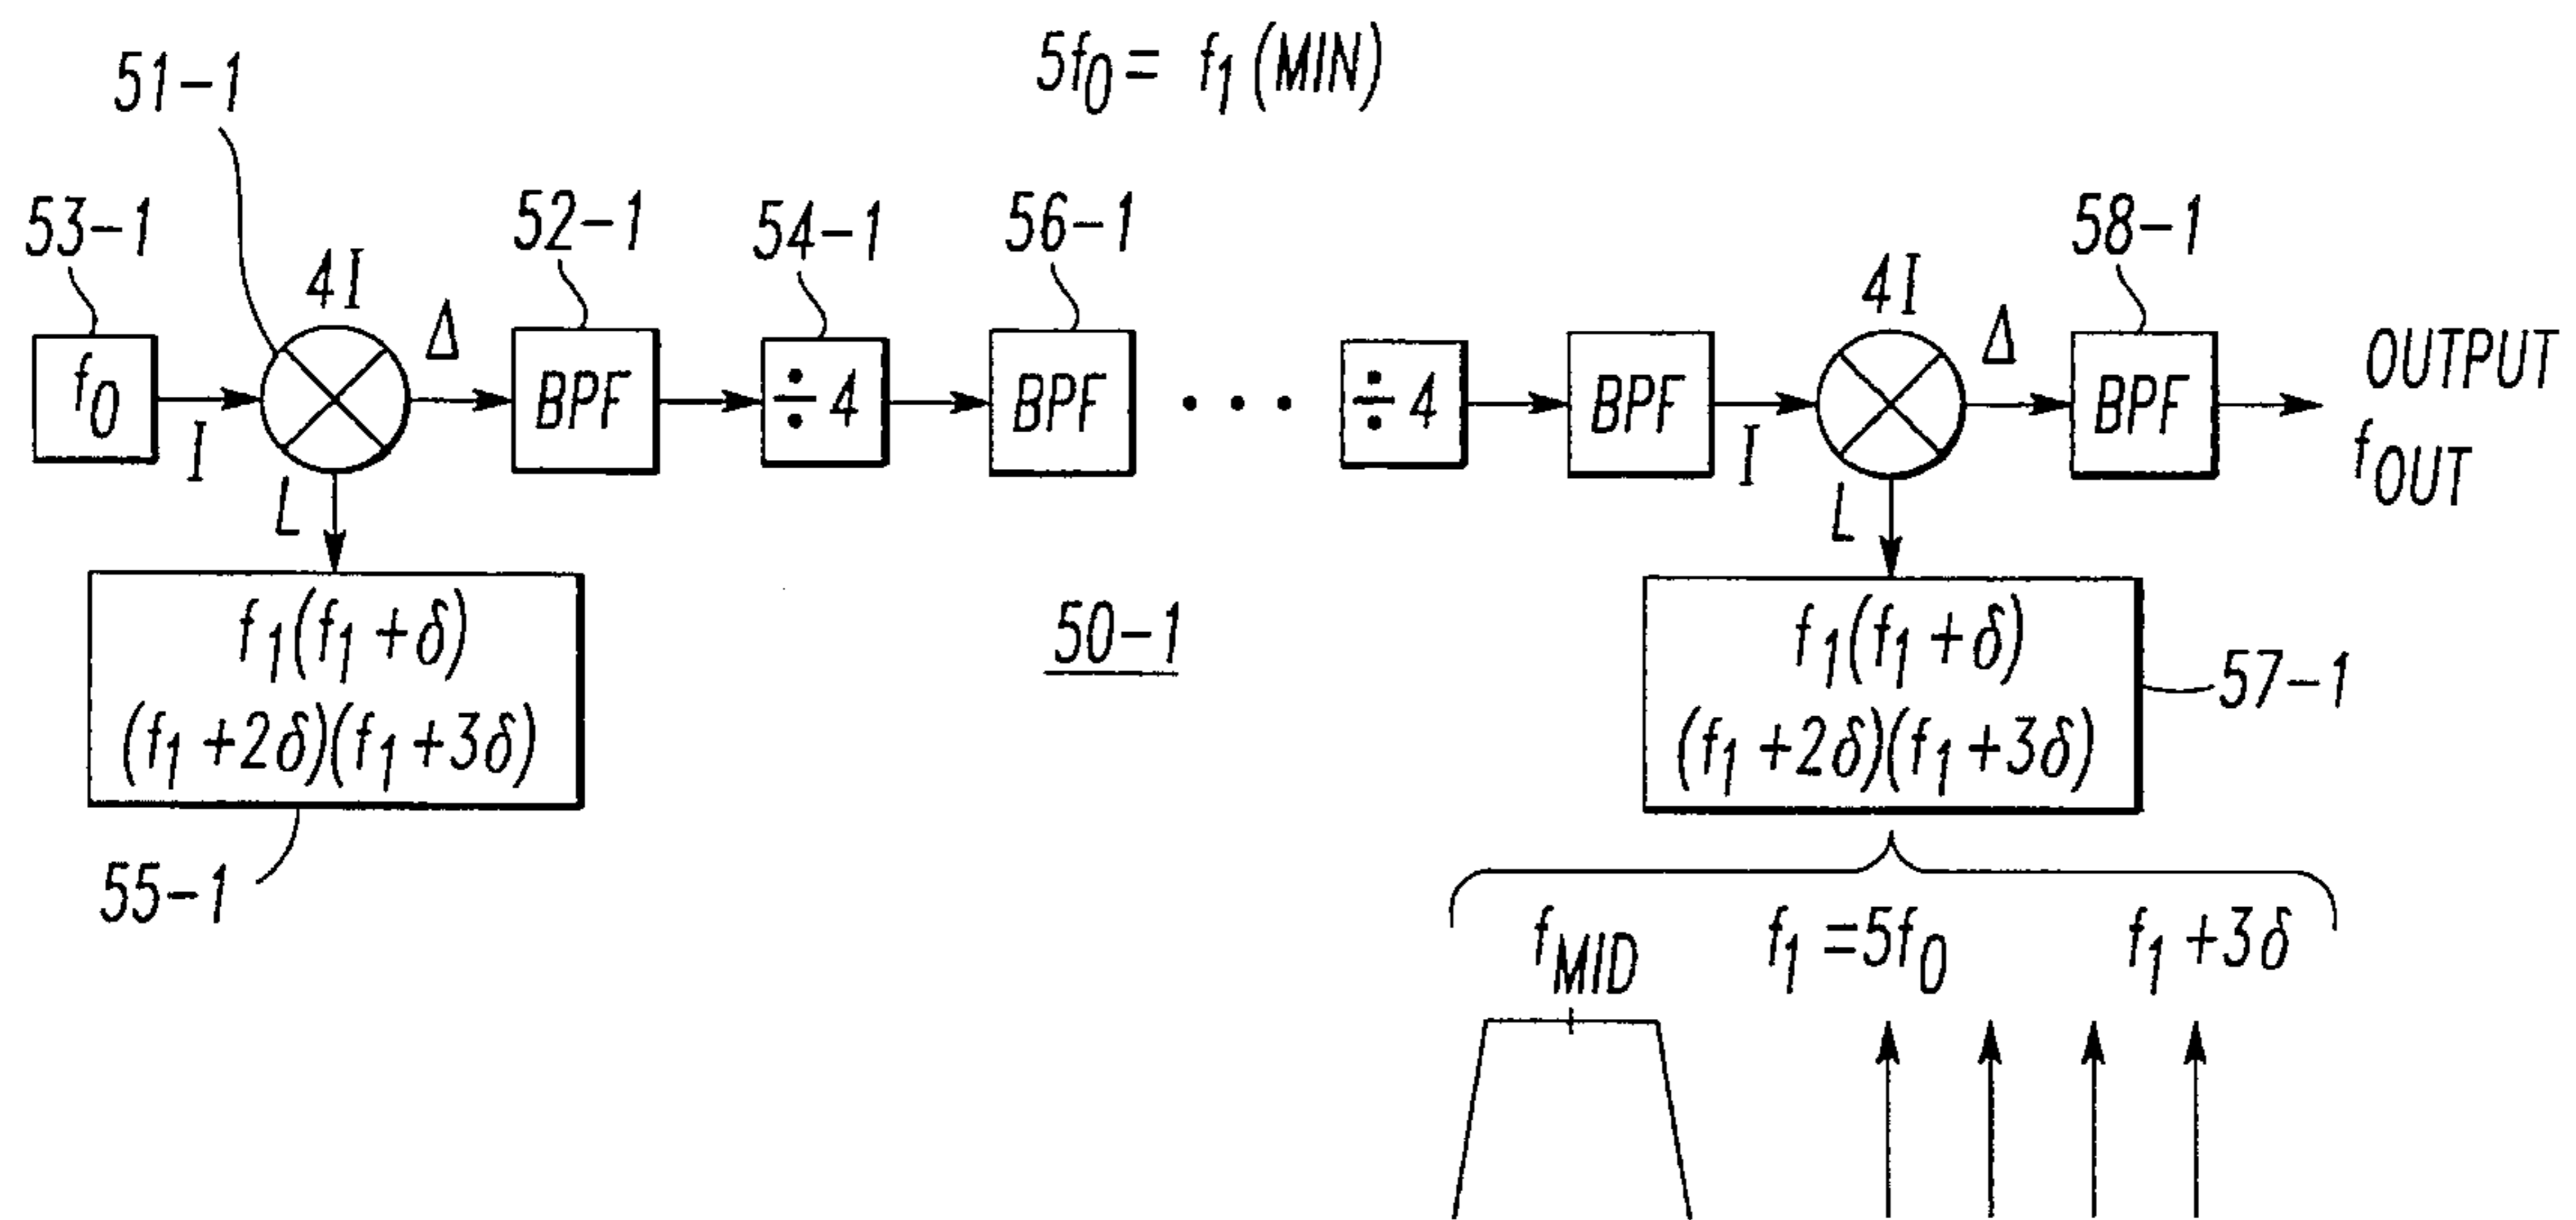 5f0 = f1 (MIN)
51-1
53-1
52-1
54-1
56-1
58-1
4I
4I
Δ
Δ
f0
BPF
÷4
BPF
• • •
÷4
BPF
BPF
OUTPUT
fOUT
I
I
L
L
f1(f1+δ)
(f1+2δ)(f1+3δ)
55-1
50-1
f1(f1+δ)
(f1+2δ)(f1+3δ)
57-1
fMID
f1=5f0
f1+3δ